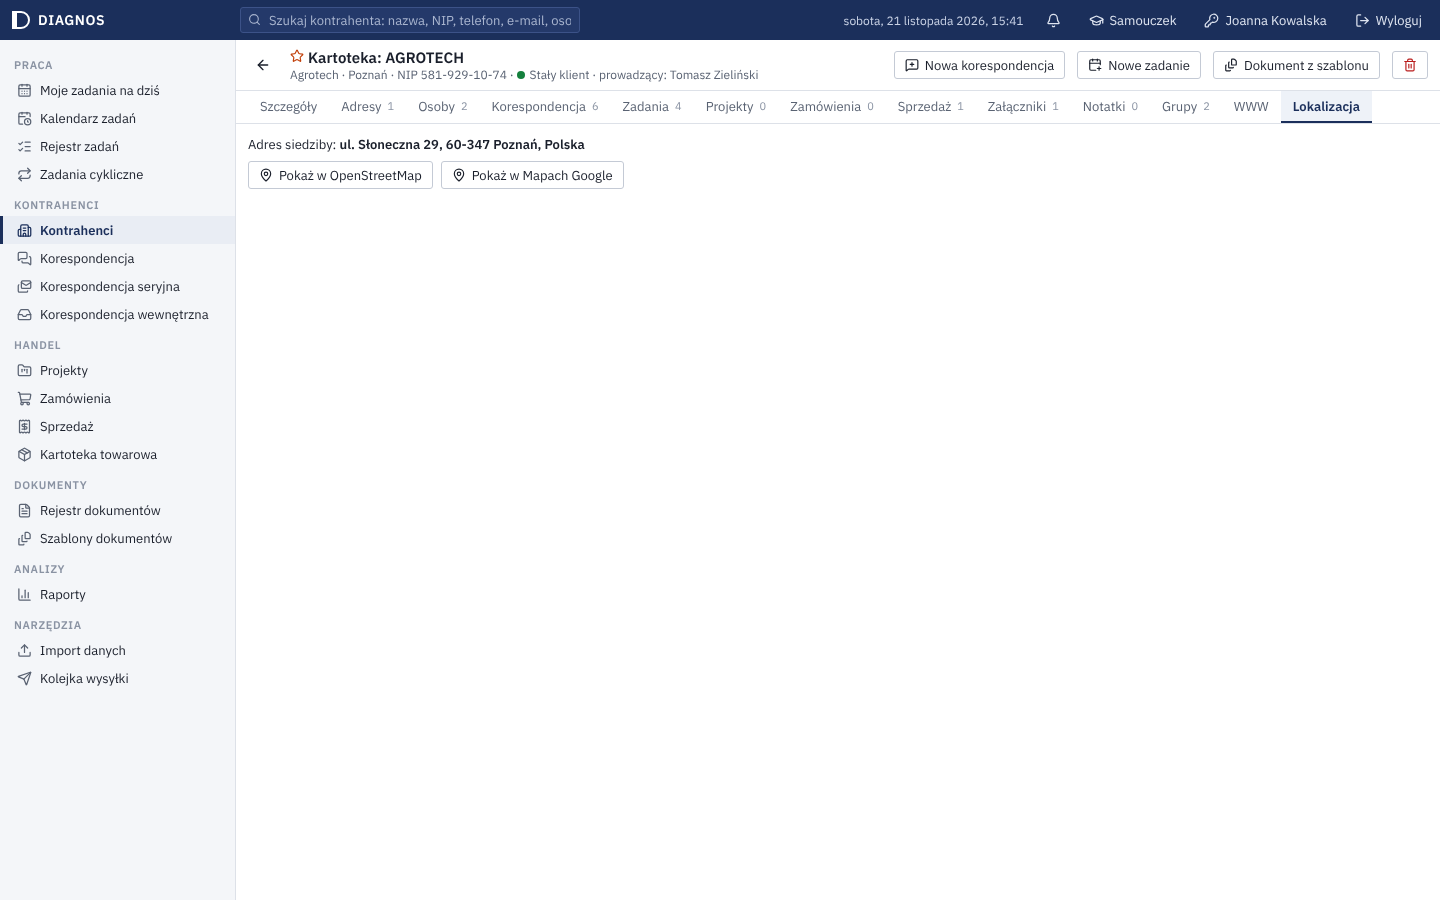 DIAGNOS
Szukaj kontrahenta: nazwa, NIP, telefon, e-mail, oso
sobota, 21 listopada 2026, 15:41
Samouczek
Joanna Kowalska
Wyloguj
PRACA
Moje zadania na dziś
Kalendarz zadań
Rejestr zadań
Zadania cykliczne
KONTRAHENCI
Kontrahenci
Korespondencja
Korespondencja seryjna
Korespondencja wewnętrzna
HANDEL
Projekty
Zamówienia
Sprzedaż
Kartoteka towarowa
DOKUMENTY
Rejestr dokumentów
Szablony dokumentów
ANALIZY
Raporty
NARZĘDZIA
Import danych
Kolejka wysyłki
Kartoteka: AGROTECH
Agrotech · Poznań · NIP 581-929-10-74 · Stały klient · prowadzący: Tomasz Zieliński
Nowa korespondencja
Nowe zadanie
Dokument z szablonu
Szczegóły
Adresy 1
Osoby 2
Korespondencja 6
Zadania 4
Projekty 0
Zamówienia 0
Sprzedaż 1
Załączniki 1
Notatki 0
Grupy 2
WWW
Lokalizacja
Adres siedziby: ul. Słoneczna 29, 60-347 Poznań, Polska
Pokaż w OpenStreetMap
Pokaż w Mapach Google